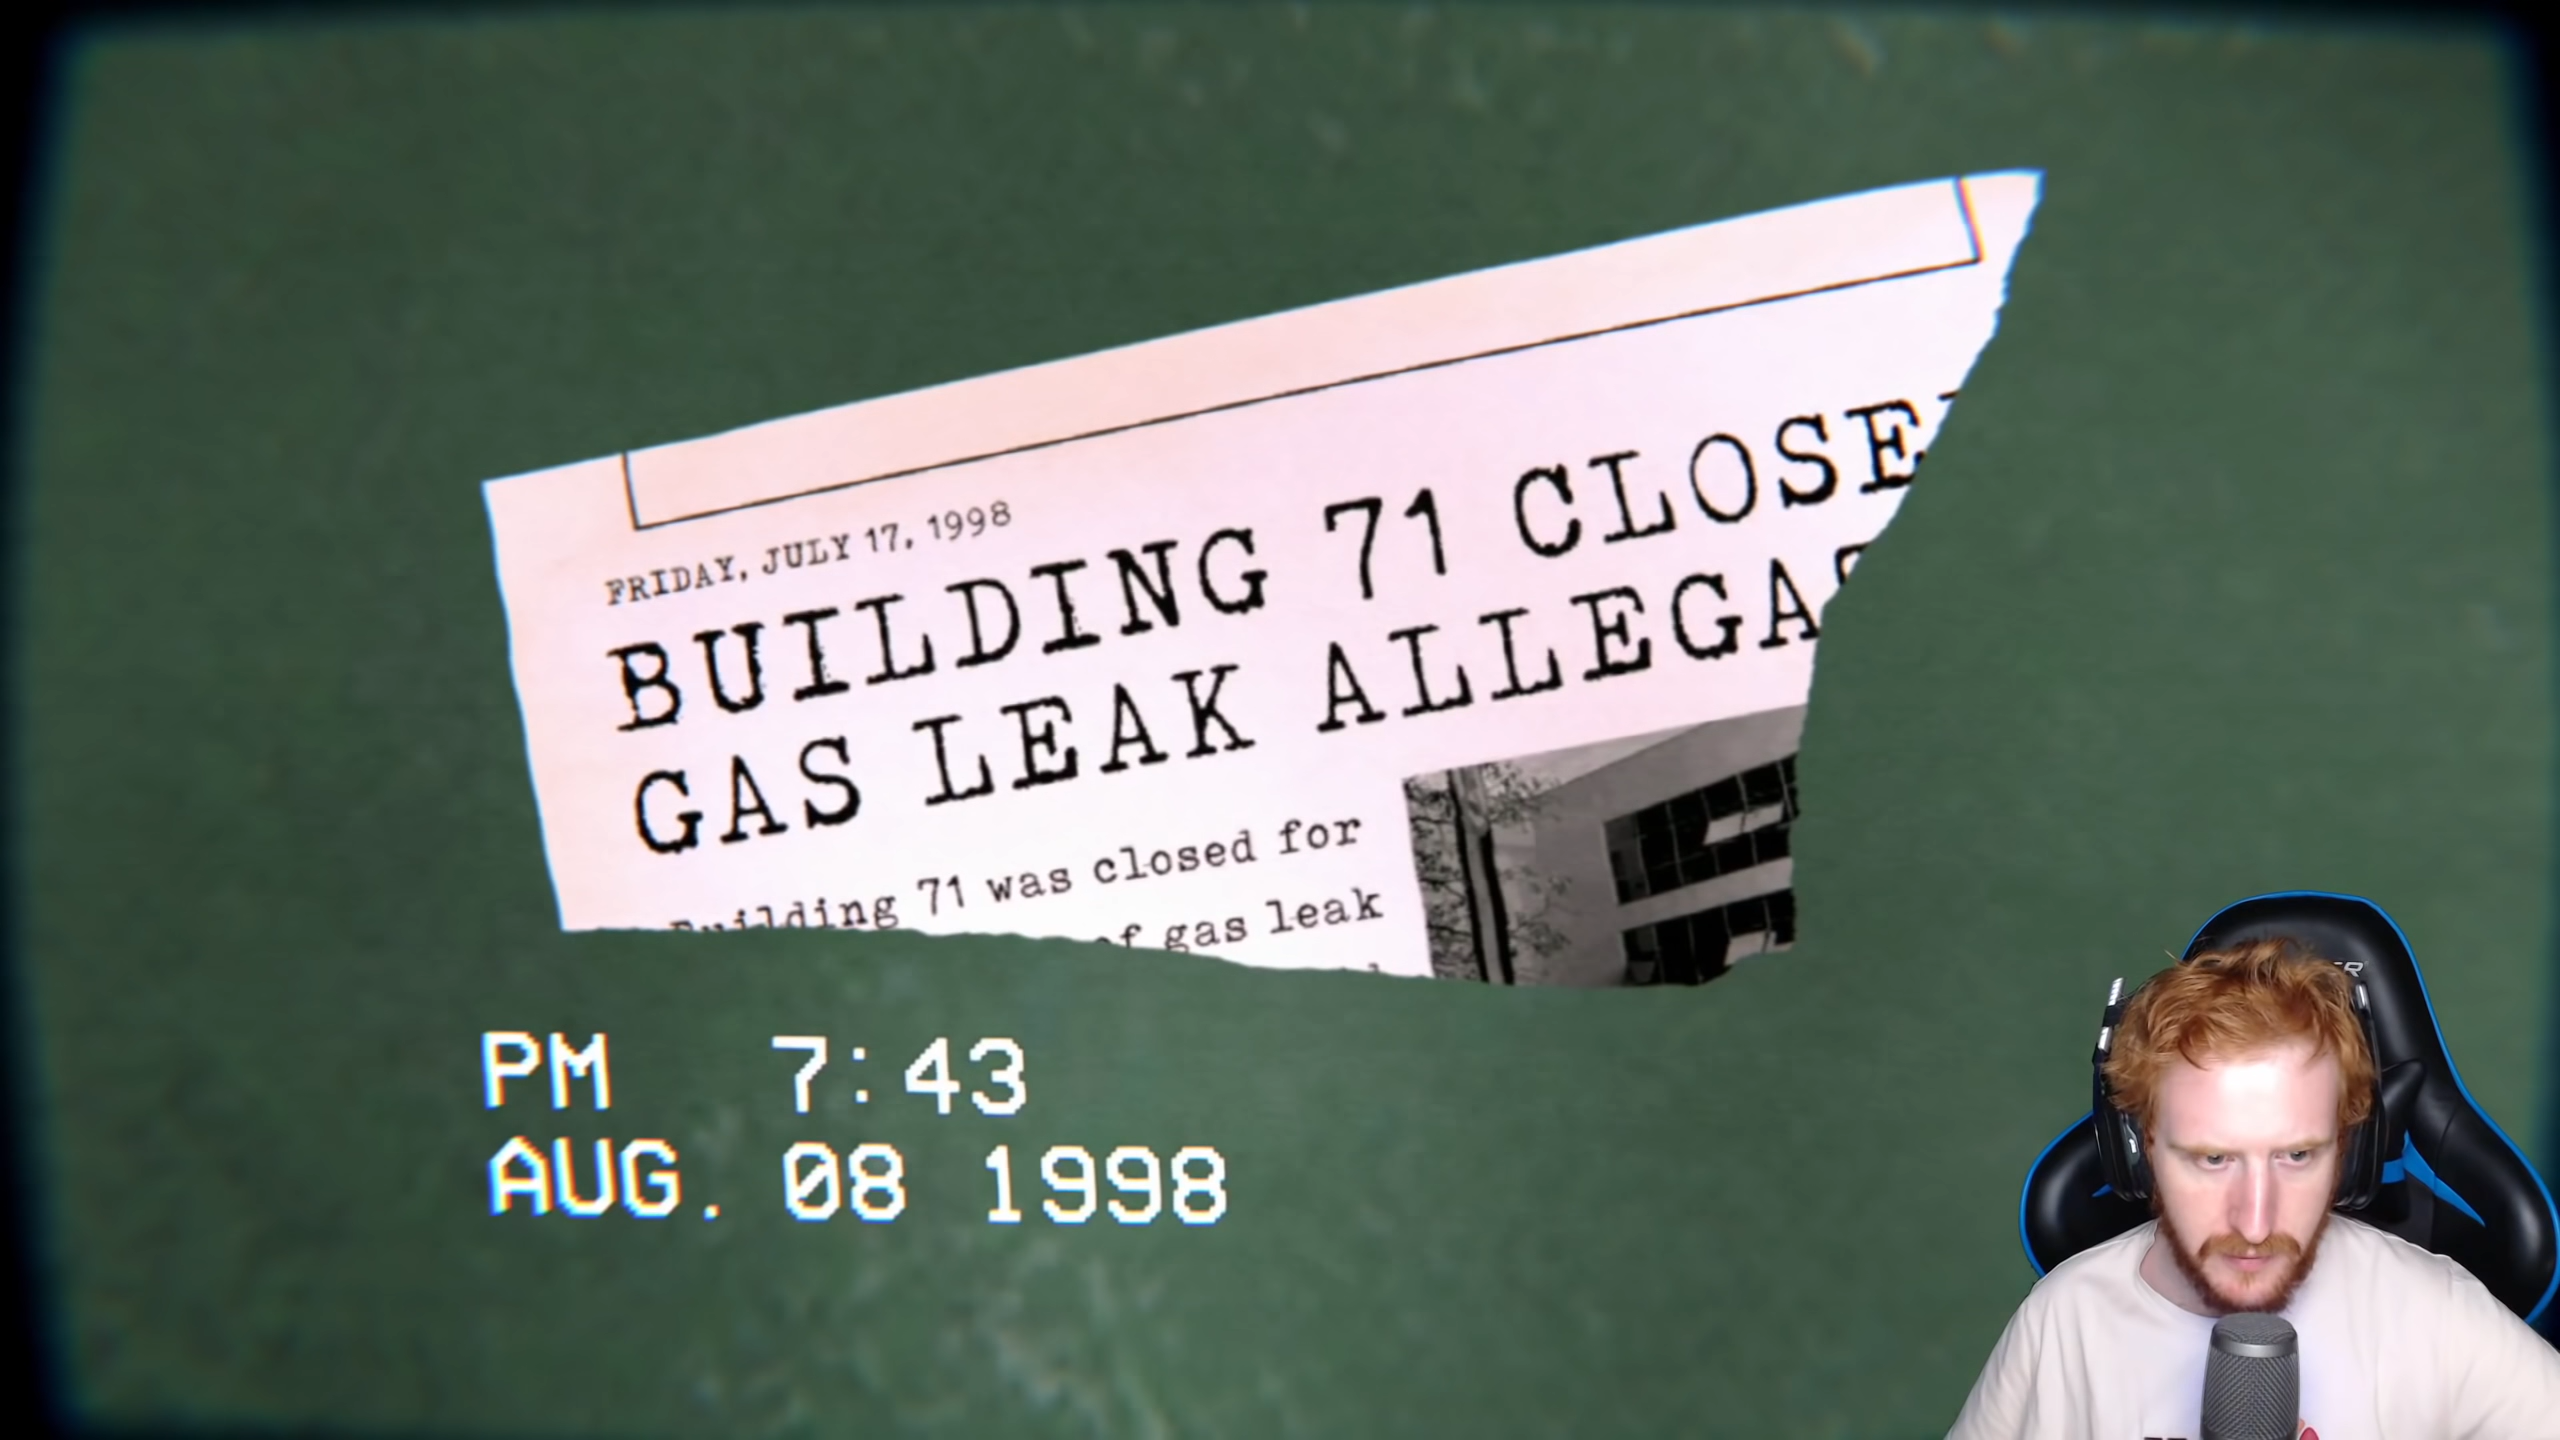 FRIDAY, JULY 17, 1998
BUILDING 71 CLOSE
GAS LEAK ALLEGA
Building 71 was closed for
of gas leak
PM 7:43
AUG. 08 1998